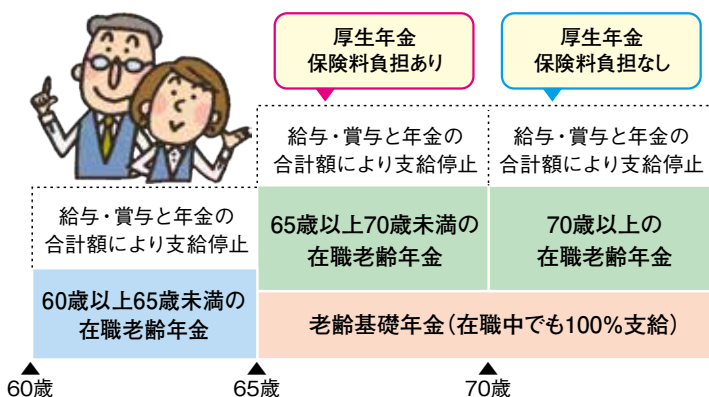 厚生年金
保険料負担あり
厚生年金
保険料負担なし
給与・賞与と年金の
合計額により支給停止
給与・賞与と年金の
合計額により支給停止
給与・賞与と年金の
合計額により支給停止
65歳以上70歳未満の
在職老齢年金
70歳以上の
在職老齢年金
60歳以上65歳未満の
在職老齢年金
老齢基礎年金(在職中でも100%支給)
60歳
65歳
70歳